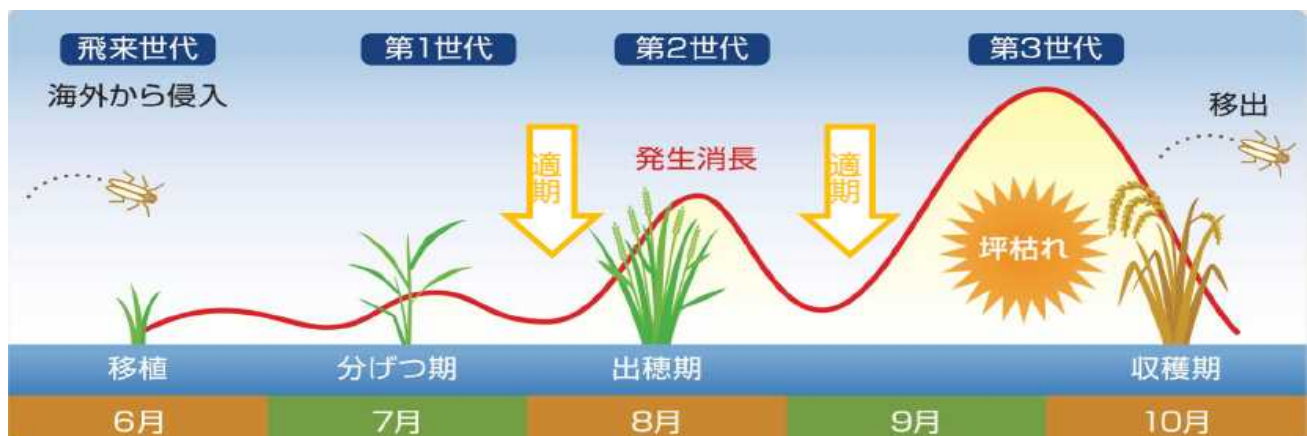 飛来世代
第1世代
第2世代
第3世代
海外から侵入
移出
適期
発生消長
適期
坪枯れ
移植
分げつ期
出穂期
収穫期
6月
7月
8月
9月
10月